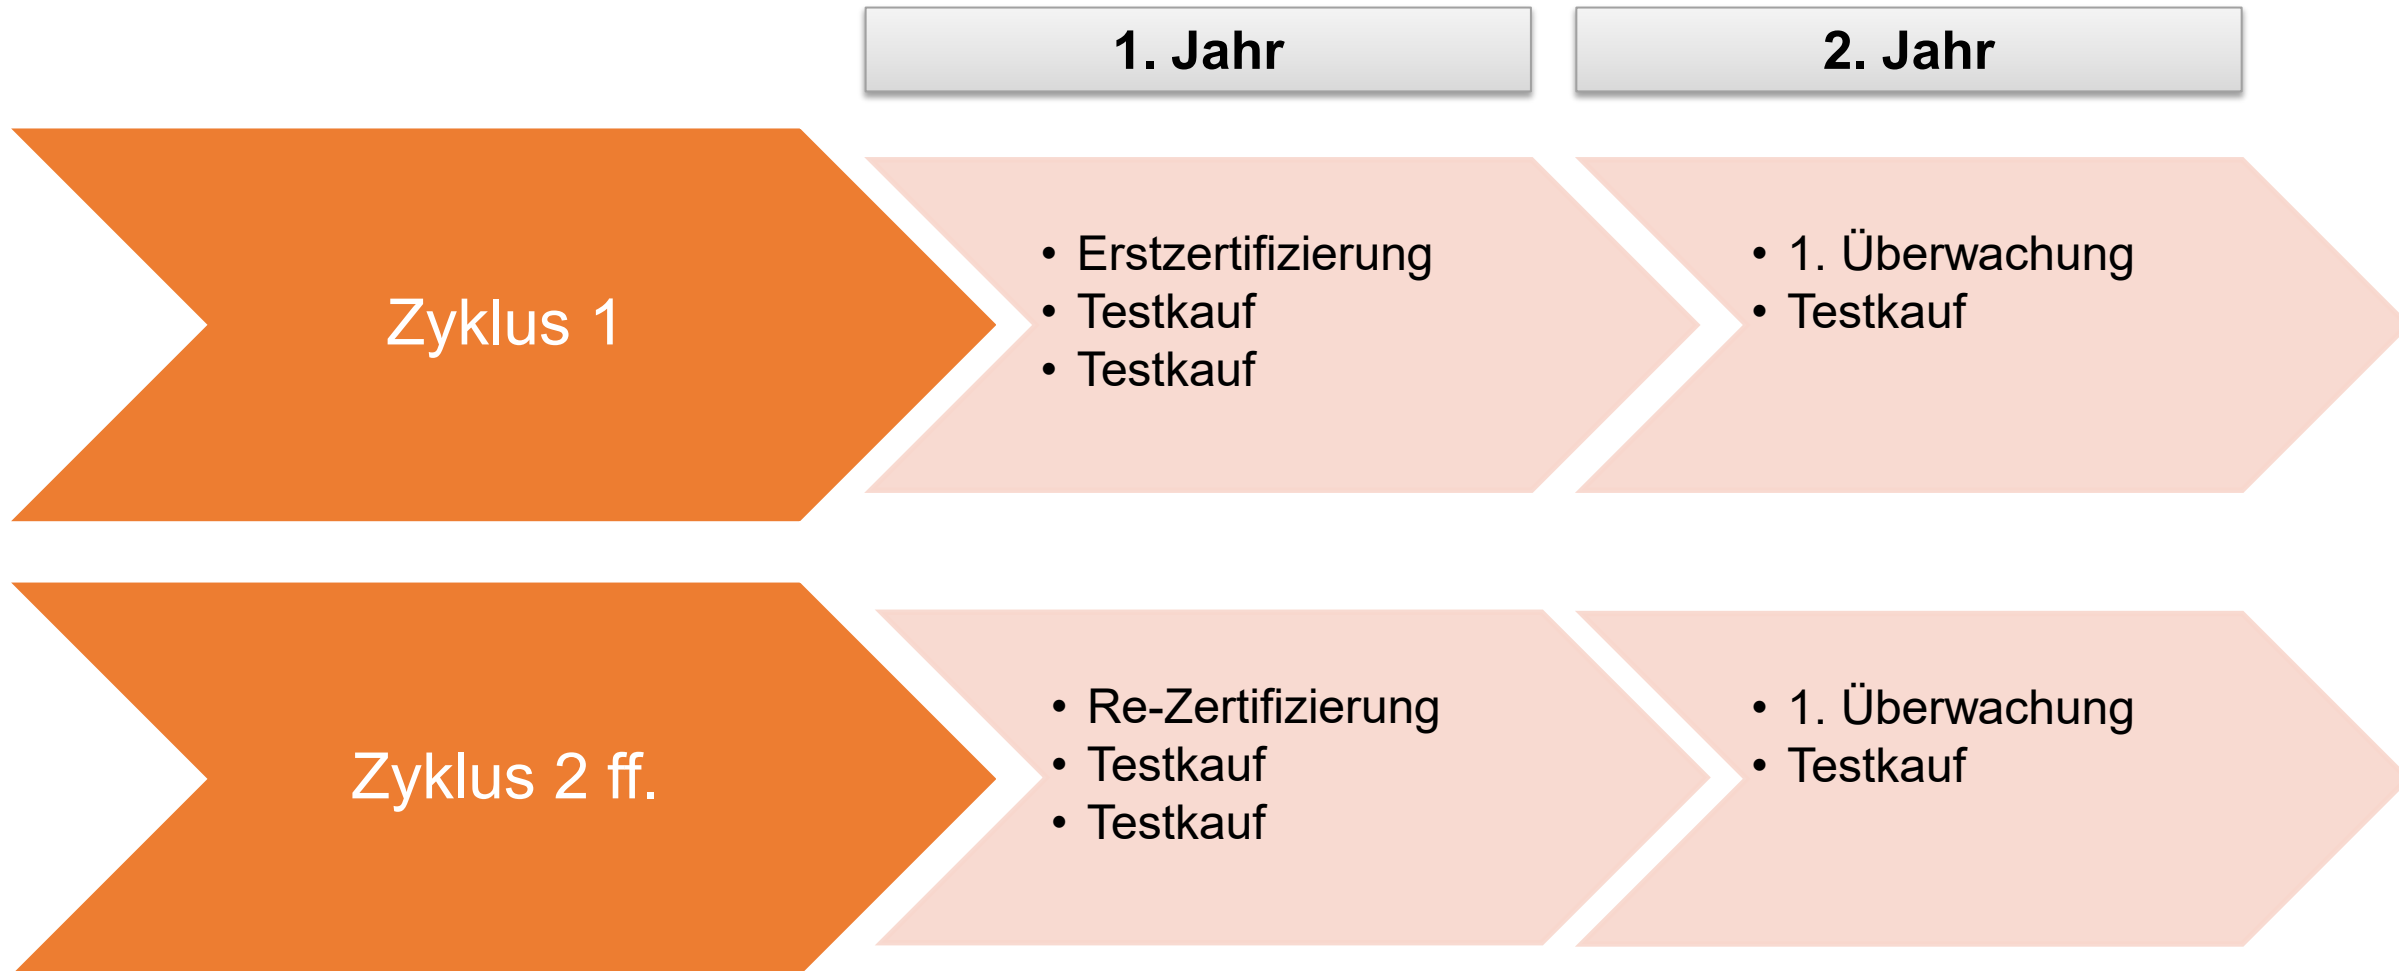 1. Jahr
2. Jahr
Zyklus 1
• Erstzertifizierung
• Testkauf
• Testkauf
• 1. Überwachung
• Testkauf
Zyklus 2 ff.
• Re-Zertifizierung
• Testkauf
• Testkauf
• 1. Überwachung
• Testkauf